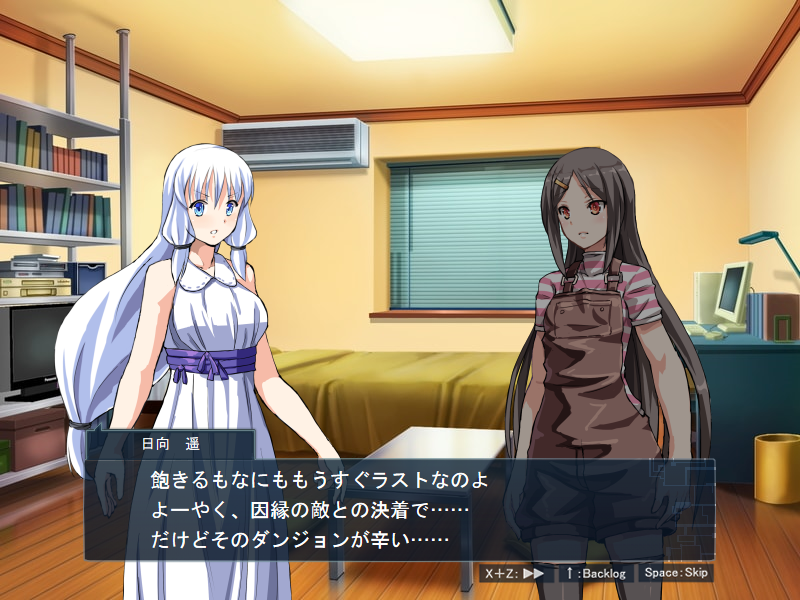 日向　遥
飽きるもなにももうすぐラストなのよ
よーやく、因縁の敵との決着で……
だけどそのダンジョンが辛い……
X+Z:▶▶ ↑:Backlog Space:Skip